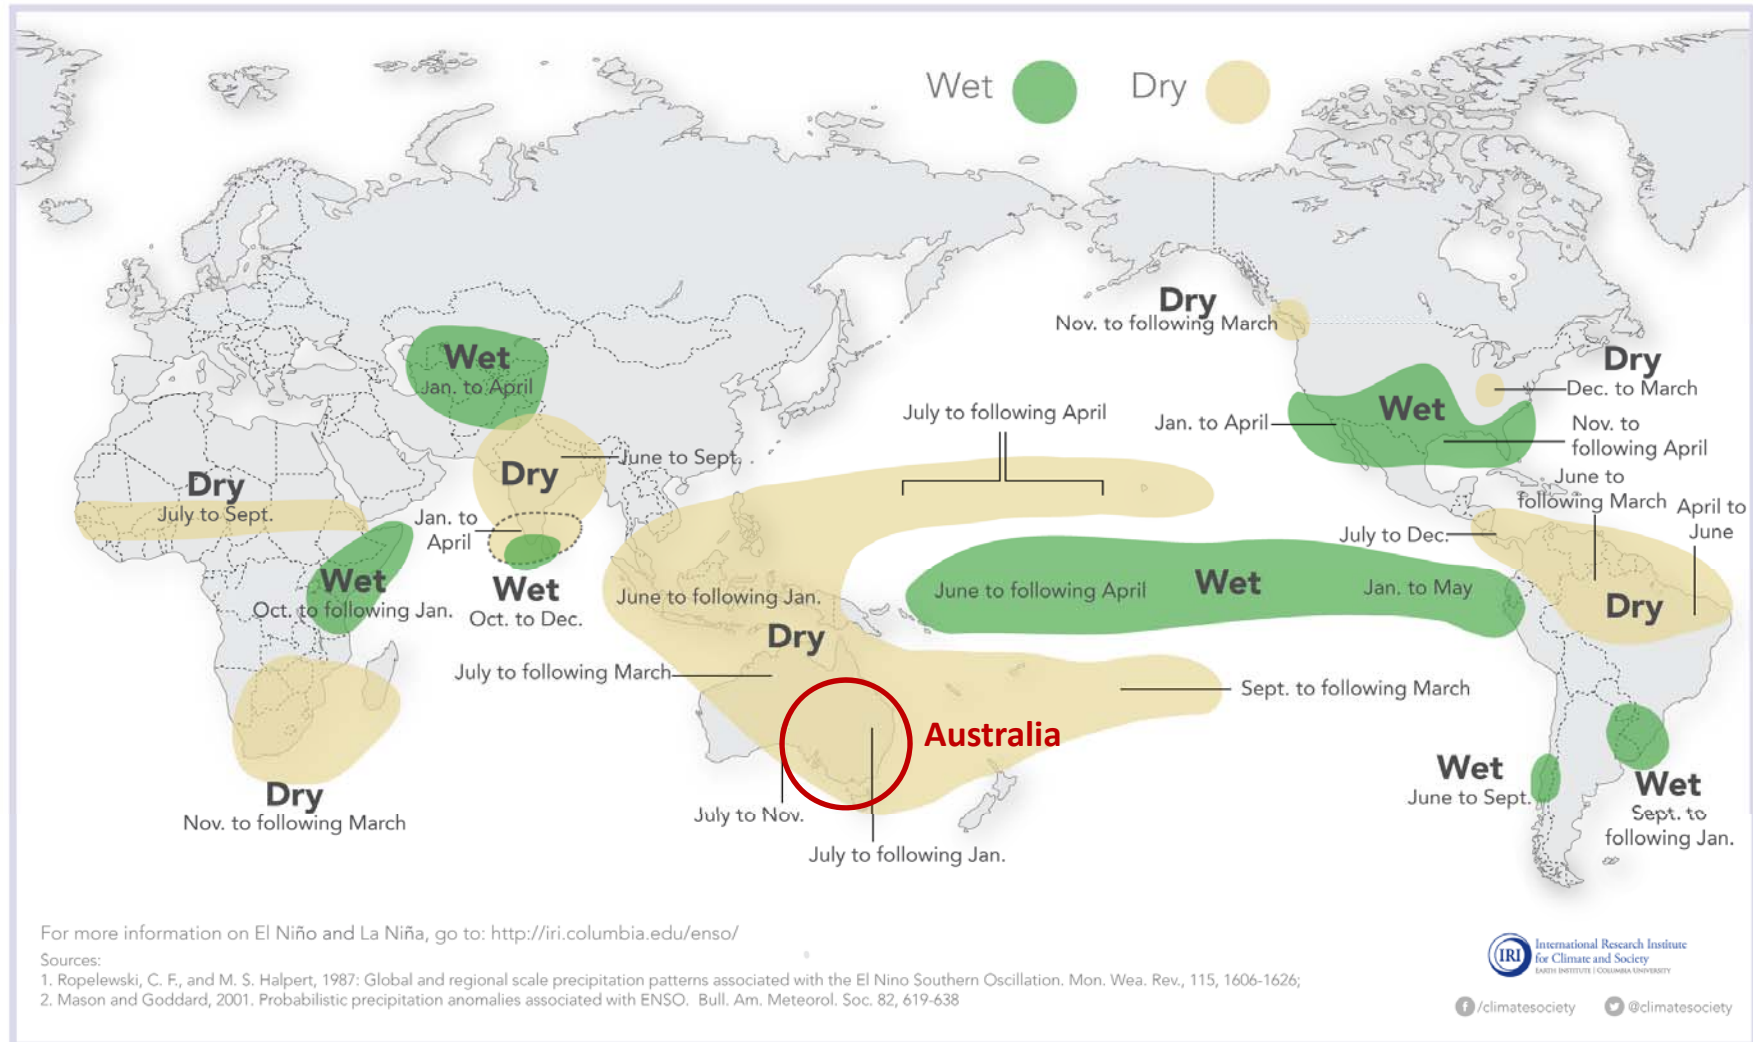 Wet
Dry
Dry
Nov. to following March
Dry
Dec. to March
Wet
Jan. to April
July to following April
Jan. to April
Wet
Nov. to
following April
June to Sept.
Dry
Dry
July to Sept.
June to
following March
April to
June
Jan. to
April
July to Dec.
Wet
Oct. to following Jan.
Wet
Oct. to Dec.
June to following Jan.
June to following April
Wet
Jan. to May
Dry
Dry
July to following March
Sept. to following March
Australia
Dry
Nov. to following March
July to Nov.
July to following Jan.
Wet
June to Sept.
Wet
Sept. to
following Jan.
For more information on El Niño and La Niña, go to: http://iri.columbia.edu/enso/
Sources:
1. Ropelewski, C. F., and M. S. Halpert, 1987: Global and regional scale precipitation patterns associated with the El Nino Southern Oscillation. Mon. Wea. Rev., 115, 1606-1626;
2. Mason and Goddard, 2001. Probabilistic precipitation anomalies associated with ENSO. Bull. Am. Meteorol. Soc. 82, 619-638
IRI
International Research Institute
for Climate and Society
EARTH INSTITUTE | COLUMBIA UNIVERSITY
/climatesociety
@climatesociety